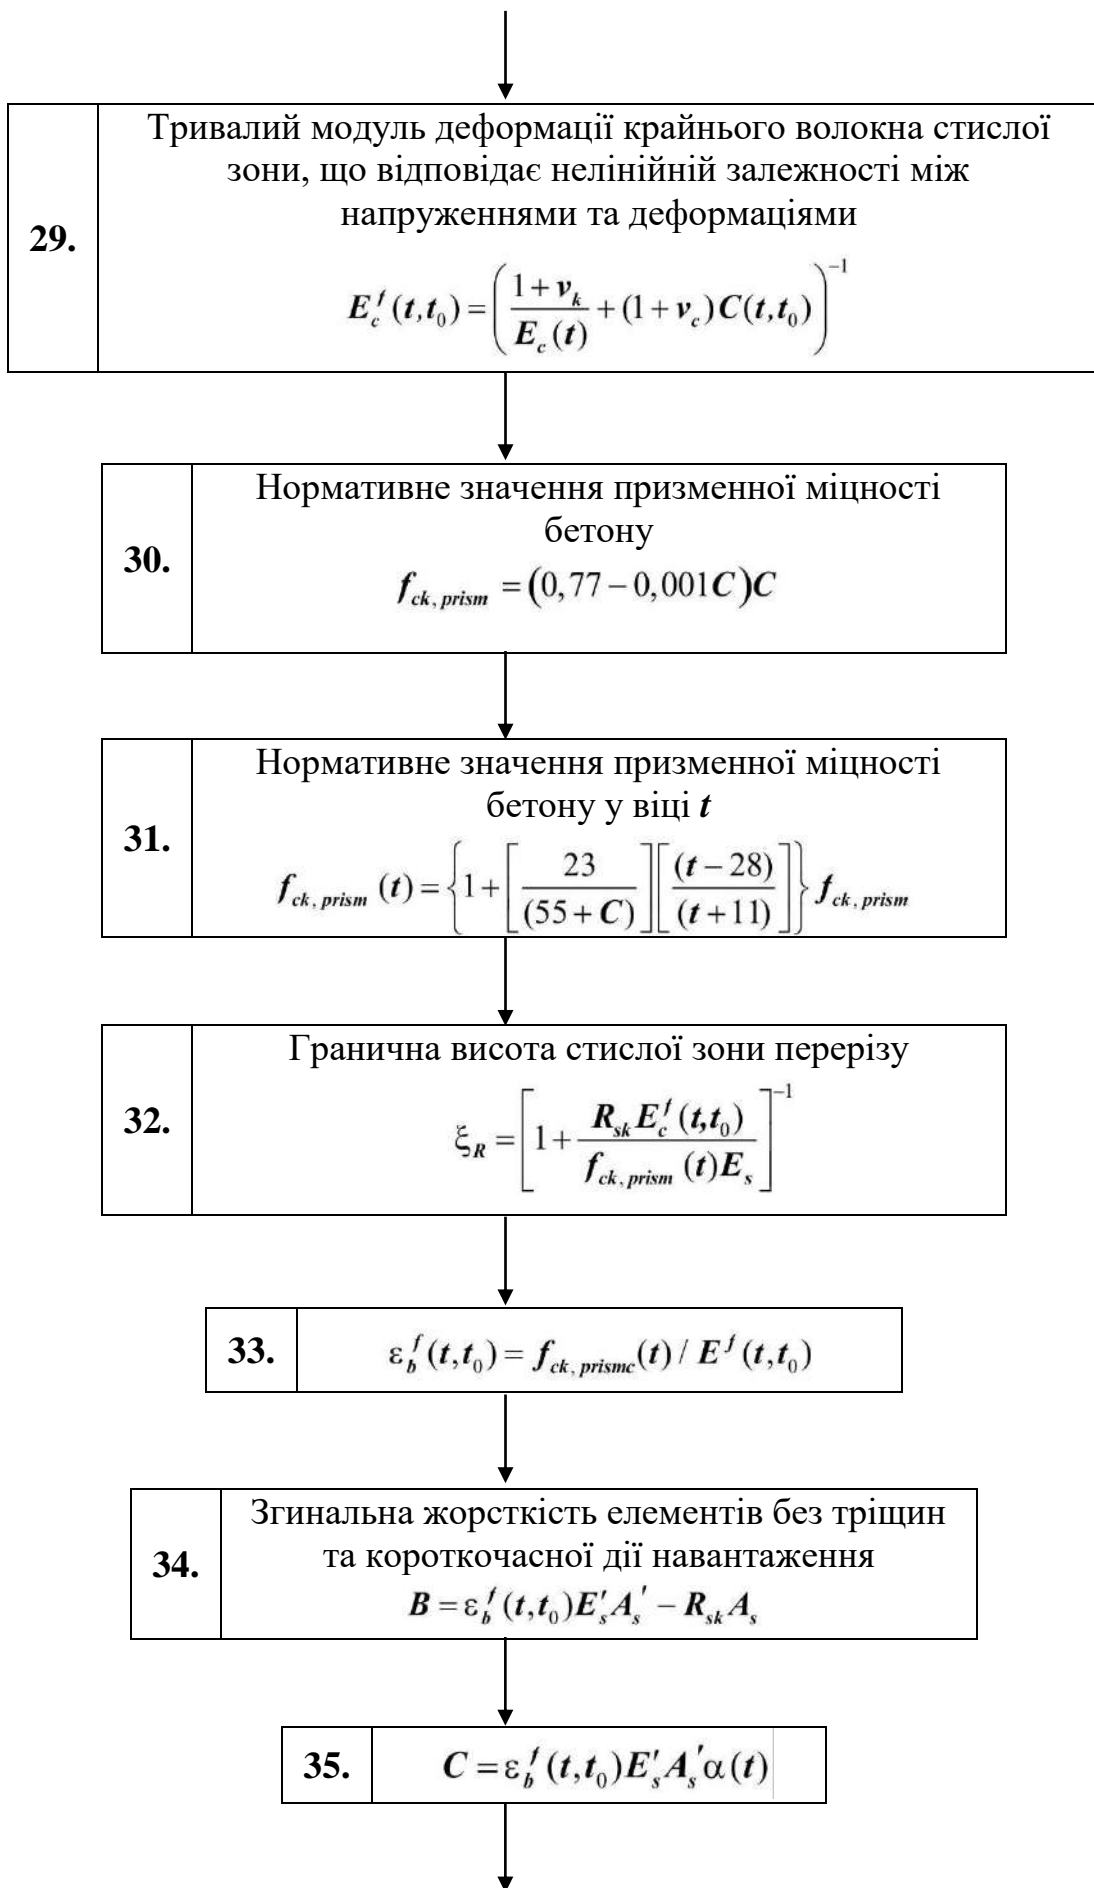 29.
Тривалий модуль деформації крайнього волокна стислої
зони, що відповідає нелінійній залежності між
напруженнями та деформаціями
E_c^f(t,t_0) = ((1+ν_k)/E_c(t) + (1+ν_c)C(t,t_0))^{-1}
30.
Нормативне значення призменної міцності
бетону
f_{ck,prism} = (0,77 − 0,001C)C
31.
Нормативне значення призменної міцності
бетону у віці t
f_{ck,prism}(t) = {1 + [23/(55+C)][(t−28)/(t+11)]} f_{ck,prism}
32.
Гранична висота стислої зони перерізу
ξ_R = [1 + R_{sk}E_c^f(t,t_0)/(f_{ck,prism}(t)E_s)]^{-1}
33.
ε_b^f(t,t_0) = f_{ck,prismc}(t) / E^f(t,t_0)
34.
Згинальна жорсткість елементів без тріщин
та короткочасної дії навантаження
B = ε_b^f(t,t_0)E_s′A_s′ − R_{sk}A_s
35.
C = ε_b^f(t,t_0)E_s′A_s′α(t)